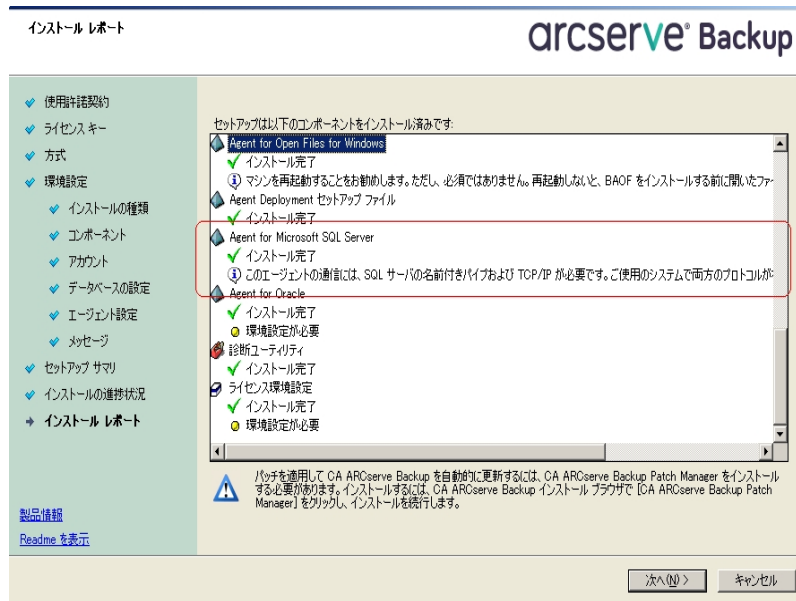 インストール レポート
arcserve® Backup
使用許諾契約
ライセンス キー
方式
環境設定
インストールの種類
コンポーネント
アカウント
データベースの設定
エージェント設定
メッセージ
セットアップ サマリ
インストールの進捗状況
インストール レポート
製品情報
Readme を表示
セットアップは以下のコンポーネントをインストール済みです:
Agent for Open Files for Windows
インストール完了
マシンを再起動することをお勧めします。ただし、必須ではありません。再起動しないと、BAOF をインストールする前に開いたファ
Agent Deployment セットアップ ファイル
インストール完了
Agent for Microsoft SQL Server
インストール完了
このエージェントの通信には、SQL サーバの名前付きパイプおよび TCP/IP が必要です。ご使用のシステムで両方のプロトコルが
Agent for Oracle
インストール完了
環境設定が必要
診断ユーティリティ
インストール完了
ライセンス環境設定
インストール完了
環境設定が必要
パッチを適用して CA ARCserve Backup を自動的に更新するには、CA ARCserve Backup Patch Manager をインストール
する必要があります。インストールするには、CA ARCserve Backup インストール ブラウザで [CA ARCserve Backup Patch
Manager] をクリックし、インストールを続行します。
次へ(N) >
キャンセル